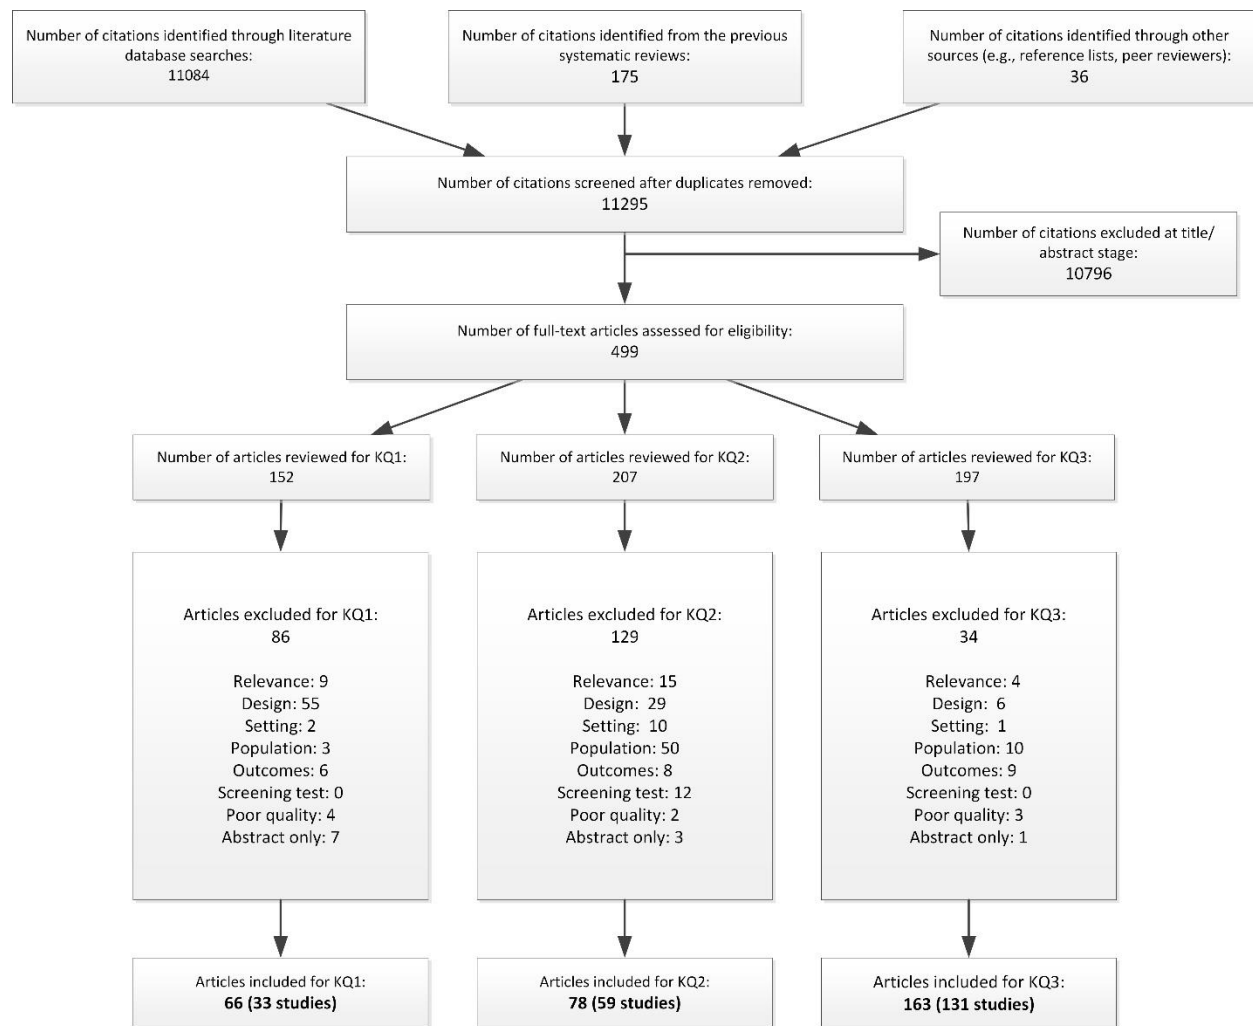 Number of citations identified through literature
database searches:
11084
Number of citations identified from the previous
systematic reviews:
175
Number of citations identified through other
sources (e.g., reference lists, peer reviewers):
36
Number of citations screened after duplicates removed:
11295
Number of citations excluded at title/
abstract stage:
10796
Number of full-text articles assessed for eligibility:
499
Number of articles reviewed for KQ1:
152
Number of articles reviewed for KQ2:
207
Number of articles reviewed for KQ3:
197
Articles excluded for KQ1:
86
Relevance: 9
Design: 55
Setting: 2
Population: 3
Outcomes: 6
Screening test: 0
Poor quality: 4
Abstract only: 7
Articles excluded for KQ2:
129
Relevance: 15
Design: 29
Setting: 10
Population: 50
Outcomes: 8
Screening test: 12
Poor quality: 2
Abstract only: 3
Articles excluded for KQ3:
34
Relevance: 4
Design: 6
Setting: 1
Population: 10
Outcomes: 9
Screening test: 0
Poor quality: 3
Abstract only: 1
Articles included for KQ1:
66 (33 studies)
Articles included for KQ2:
78 (59 studies)
Articles included for KQ3:
163 (131 studies)